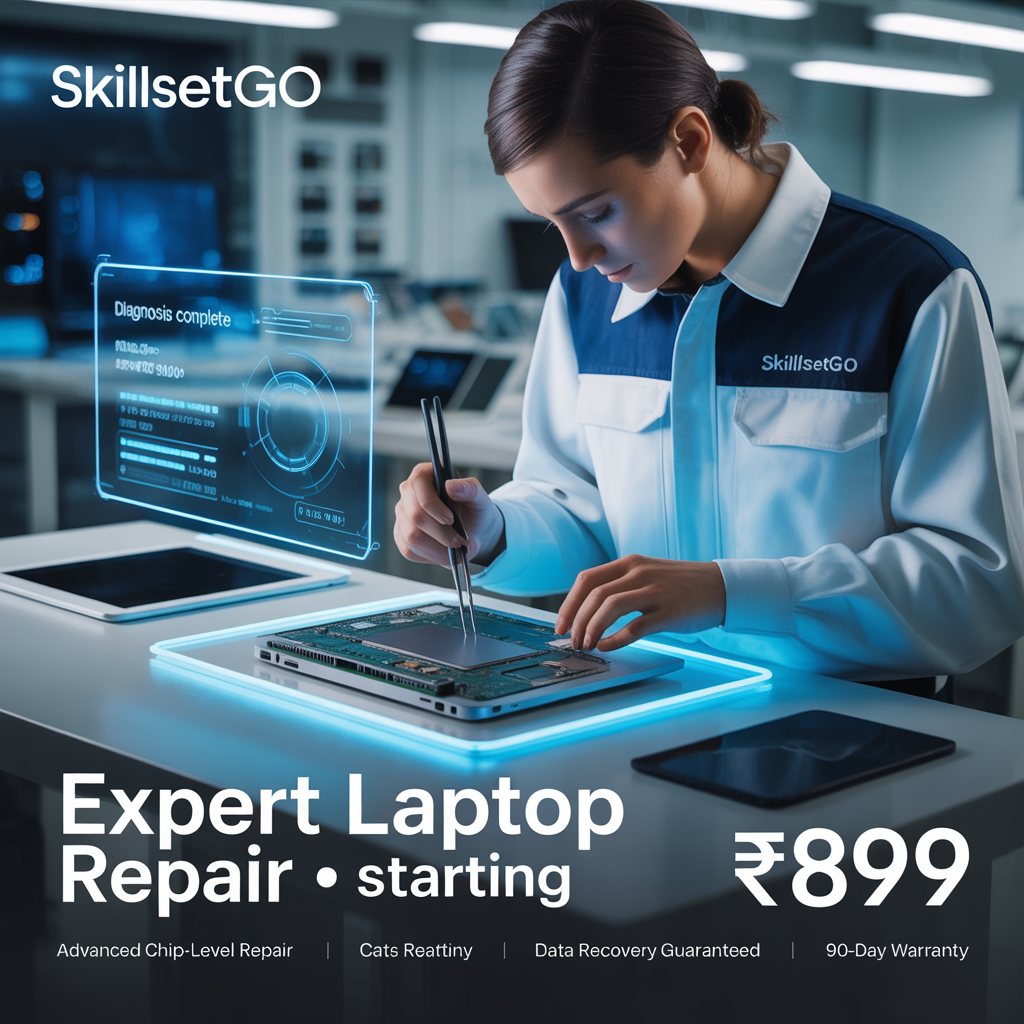 SkillsetGO
Diagnosis complete
SkilllsetGO
Expert Laptop
Repair • starting
₹899
Advanced Chip-Level Repair | Cats Reattiny | Data Recovery Guaranteed | 90-Day Warranty